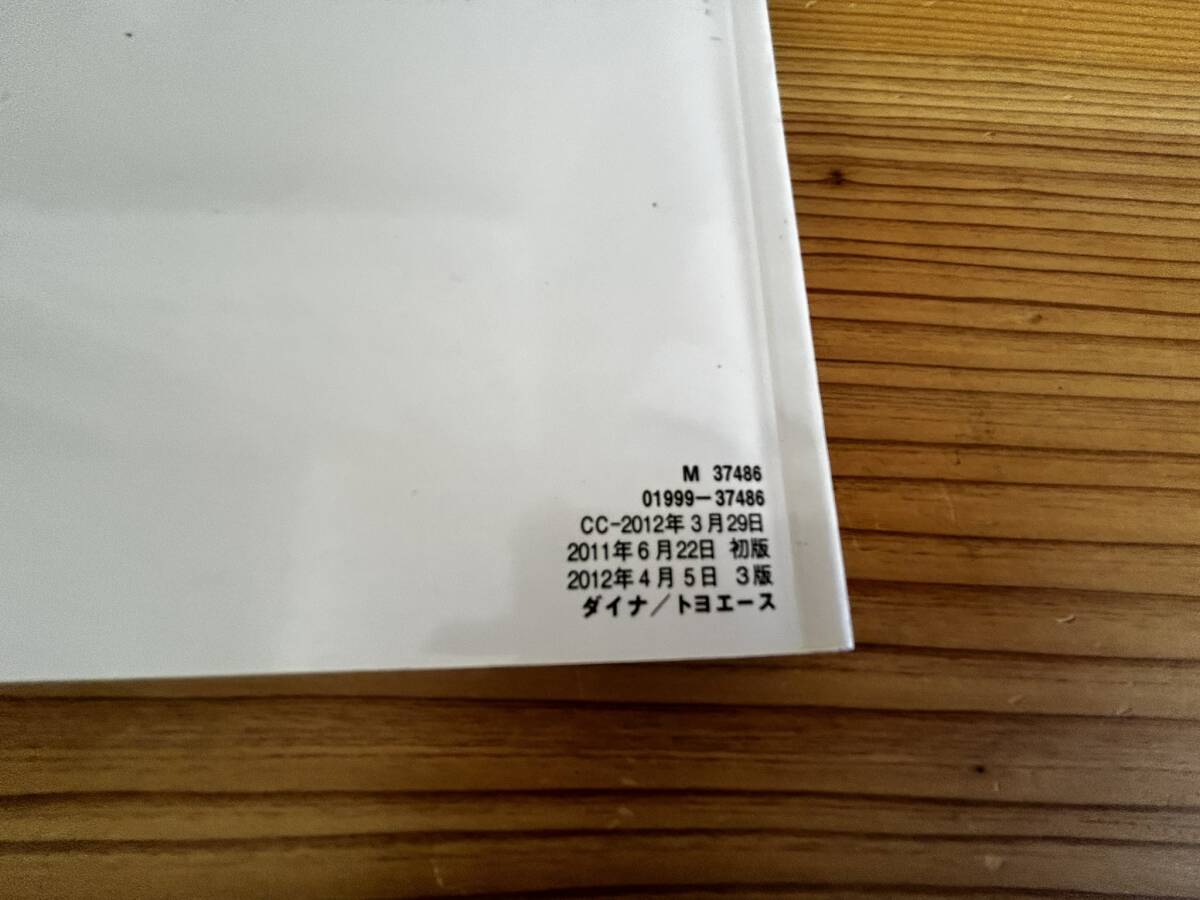 M 37486
01999-37486
CC-2012年3月29日
2011年6月22日 初版
2012年4月5日 3版
ダイナ/トヨエース